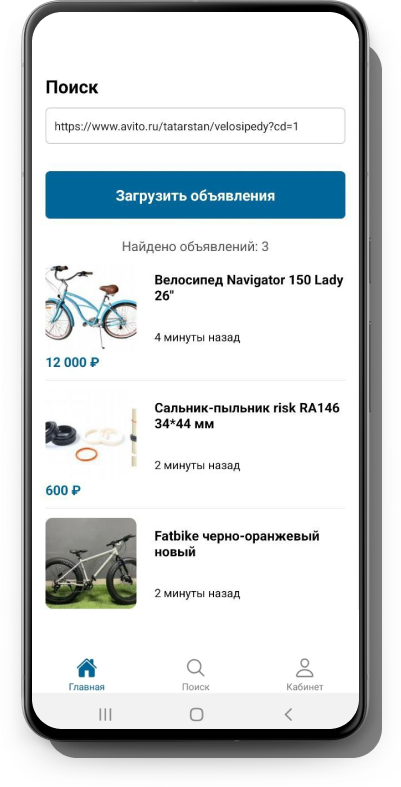 Поиск
https://www.avito.ru/tatarstan/velosipedy?cd=1
Загрузить объявления
Найдено объявлений: 3
Велосипед Navigator 150 Lady
26"
4 минуты назад
12 000 ₽
Сальник-пыльник risk RA146
34*44 мм
2 минуты назад
600 ₽
Fatbike черно-оранжевый
новый
2 минуты назад
Главная
Поиск
Кабинет